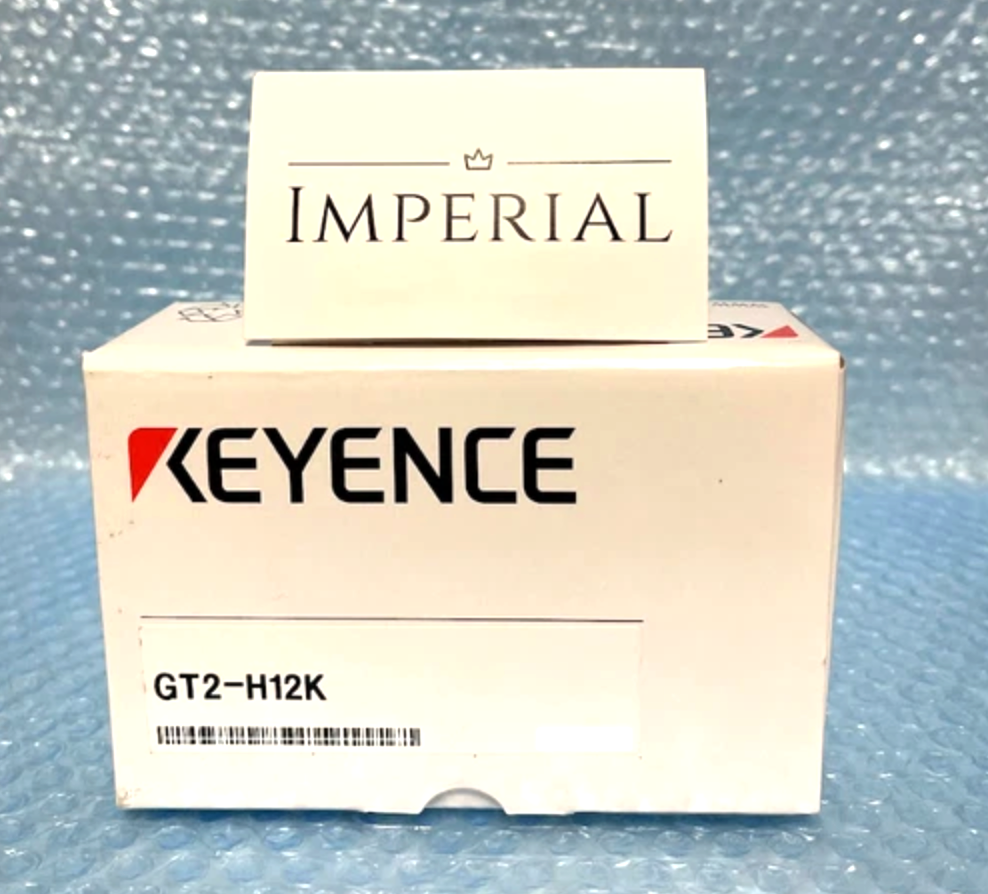 IMPERIAL
KEYENCE
GT2-H12K